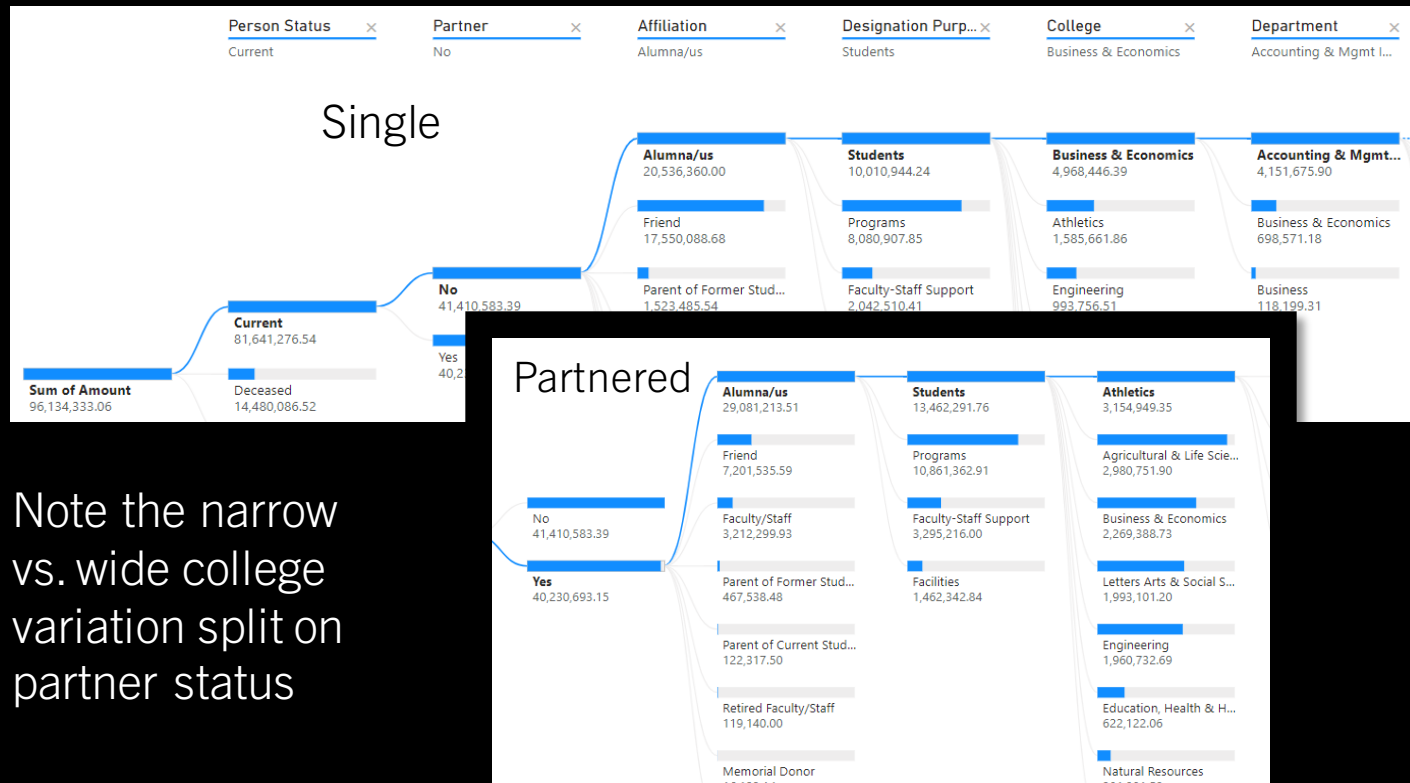 Person Status ×
Current
Partner ×
No
Affiliation ×
Alumna/us
Designation Purp... ×
Students
College ×
Business & Economics
Department ×
Accounting & Mgmt I...
Single
Sum of Amount
96,134,333.06
Current
81,641,276.54
Deceased
14,480,086.52
No
41,410,583.39
Yes
40,2
Alumna/us
20,536,360.00
Friend
17,550,088.68
Parent of Former Stud...
1,523,485.54
Students
10,010,944.24
Programs
8,080,907.85
Faculty-Staff Support
2,042,510.41
Business & Economics
4,968,446.39
Athletics
1,585,661.86
Engineering
993,756.51
Accounting & Mgmt...
4,151,675.90
Business & Economics
698,571.18
Business
118,199.31
Partnered
No
41,410,583.39
Yes
40,230,693.15
Alumna/us
29,081,213.51
Friend
7,201,535.59
Faculty/Staff
3,212,299.93
Parent of Former Stud...
467,538.48
Parent of Current Stud...
122,317.50
Retired Faculty/Staff
119,140.00
Memorial Donor
Students
13,462,291.76
Programs
10,861,362.91
Faculty-Staff Support
3,295,216.00
Facilities
1,462,342.84
Athletics
3,154,949.35
Agricultural & Life Scie...
2,980,751.90
Business & Economics
2,269,388.73
Letters Arts & Social S...
1,993,101.20
Engineering
1,960,732.69
Education, Health & H...
622,122.06
Natural Resources
Note the narrow
vs. wide college
variation split on
partner status